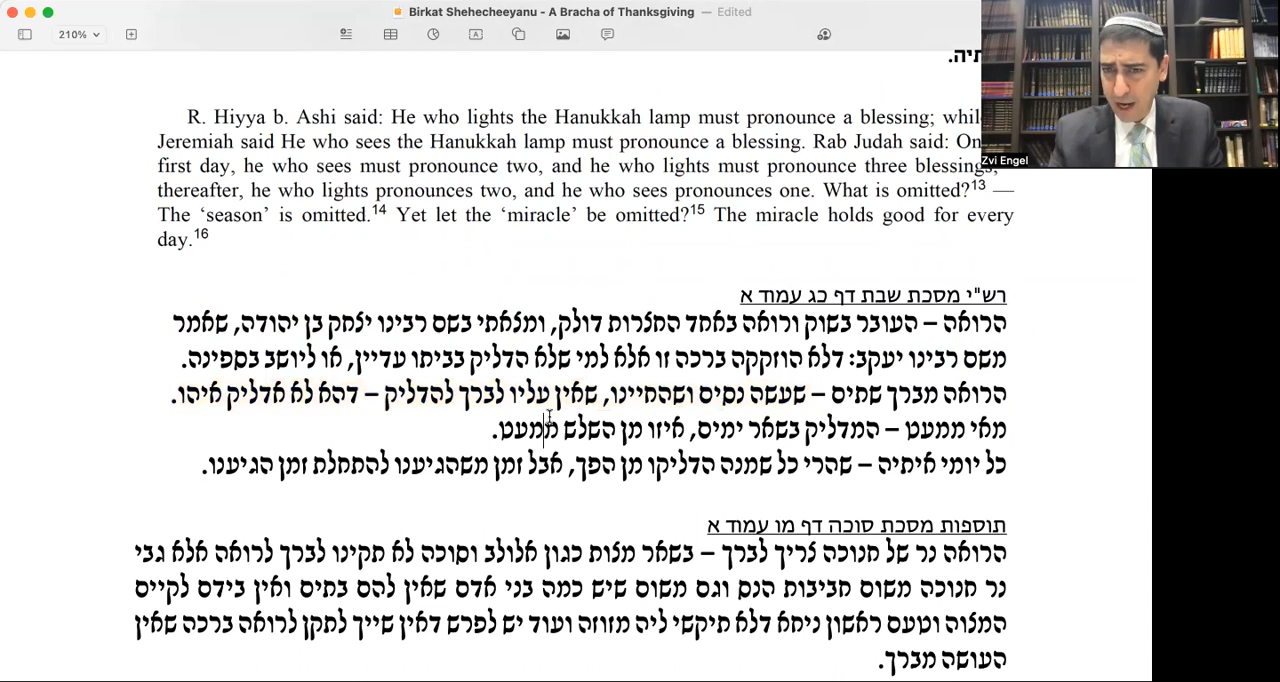 Birkat Shehecheeyanu - A Bracha of Thanksgiving — Edited
210%
תיה.
Zvi Engel
R. Hiyya b. Ashi said: He who lights the Hanukkah lamp must pronounce a blessing; whil
Jeremiah said He who sees the Hanukkah lamp must pronounce a blessing. Rab Judah said: On
first day, he who sees must pronounce two, and he who lights must pronounce three blessings;
thereafter, he who lights pronounces two, and he who sees pronounces one. What is omitted?13 —
The ‘season’ is omitted.14 Yet let the ‘miracle’ be omitted?15 The miracle holds good for every
day.16
רש"י מסכת שבת דף כג עמוד א
הרואה – העובר בשוק ורואה באחד החצרות דולק, ומצאתי בשם רבינו יצחק בן יהודה, שאמר
משם רבינו יעקב: דלא הוזקקה ברכה זו אלא למי שלא הדליק בביתו עדיין, או ליושב בספינה.
הרואה מברך שתים – שעשה נסים ושהחיינו, שאין עליו לברך להדליק – דהא לא אדליק איהו.
מאי ממעט – המדליק בשאר ימים, איזו מן השלש ממעט.
כל יומי איתיה – שהרי כל שמנה הדליקו מן הפך, אבל זמן משהגיענו להתחלת זמן הגיענו.
תוספות מסכת סוכה דף מו עמוד א
הרואה נר של חנוכה צריך לברך – בשאר מצות כגון אלולב וסוכה לא תקינו לברך לרואה אלא גבי
נר חנוכה משום חביבות הנס וגם משום שיש כמה בני אדם שאין להם בתים ואין בידם לקיים
המצוה וטעם ראשון ניחא דלא תיקשי ליה מזוזה ועוד יש לפרש דאין שייך לתקן לרואה ברכה שאין
העושה מברך.